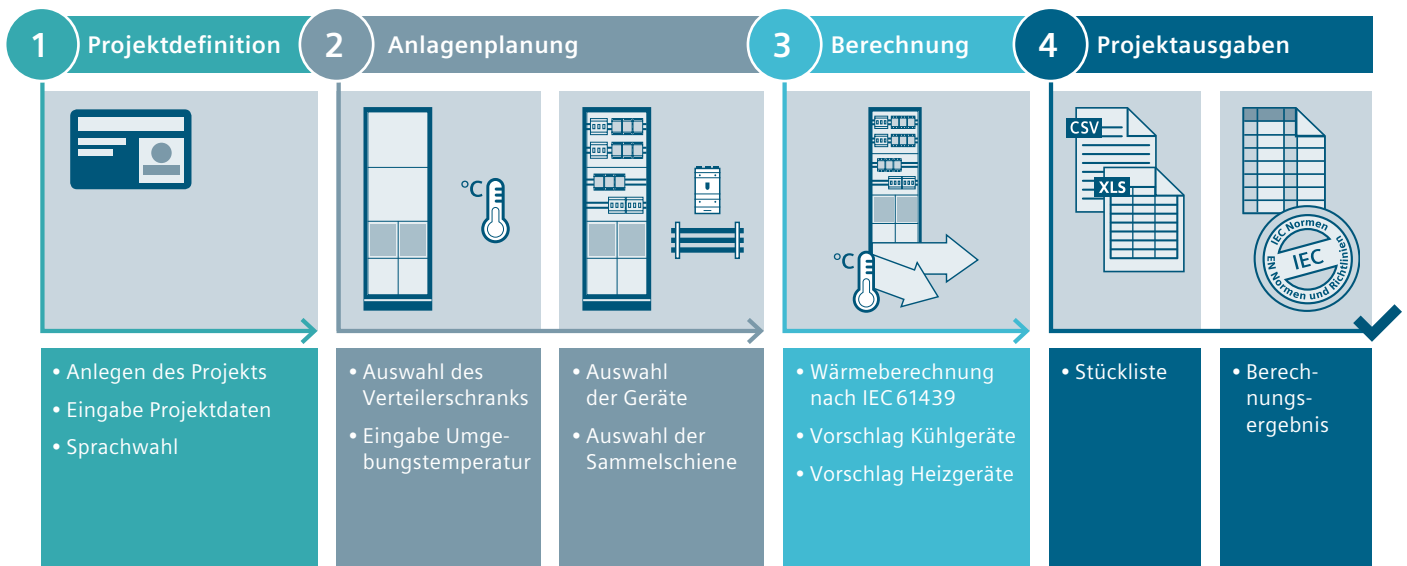 1 Projektdefinition
2 Anlagenplanung
3 Berechnung
4 Projektausgaben
°C
°C
CSV
XLS
IEC Normen
IEC
EN Normen und Richtlinien
• Anlegen des Projekts
• Eingabe Projektdaten
• Sprachwahl
• Auswahl des
Verteilerschranks
• Eingabe Umge-
bungstemperatur
• Auswahl
der Geräte
• Auswahl der
Sammelschiene
• Wärmeberechnung
nach IEC 61439
• Vorschlag Kühlgeräte
• Vorschlag Heizgeräte
• Stückliste
• Berech-
nungs-
ergebnis